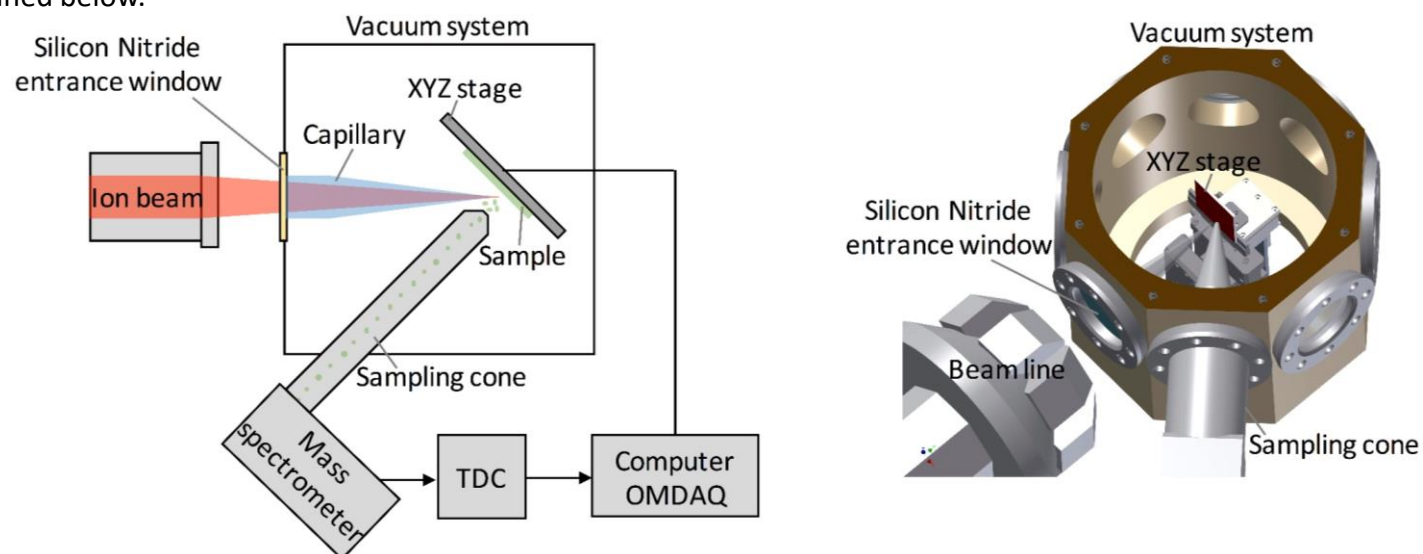 Vacuum system
Silicon Nitride
entrance window
XYZ stage
Capillary
Ion beam
Sample
Sampling cone
Mass
spectrometer
TDC
Computer
OMDAQ
Vacuum system
XYZ stage
Silicon Nitride
entrance window
Beam line
Sampling cone